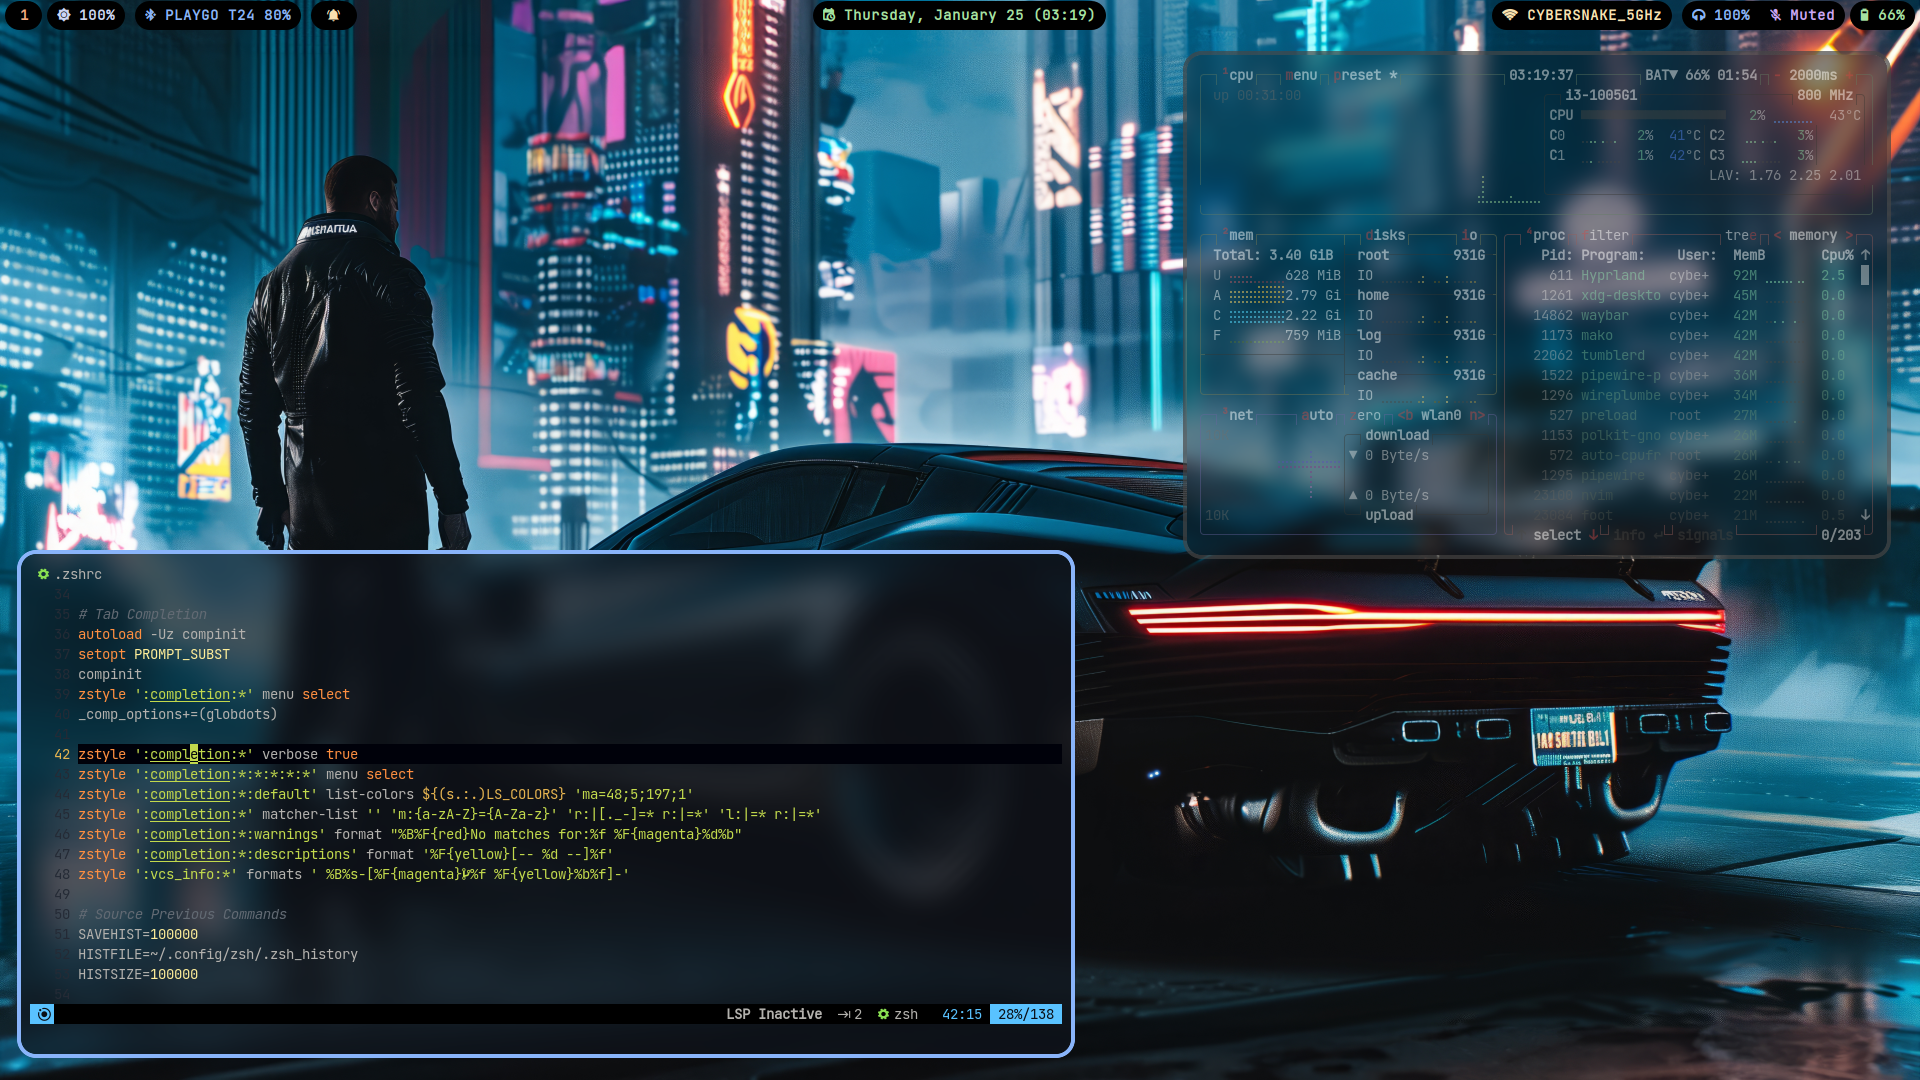 1 100% PLAYGO T24 80% Thursday, January 25 (03:19) CYBERSNAKE_5GHz 100% Muted 66%
¹cpu menu preset * 03:19:37 BAT▼ 66% 01:54 - 2000ms
up 00:31:00 i3-1005G1 800 MHz
CPU 2% 43°C
C0 2% 41°C C2 3%
C1 1% 42°C C3 3%
LAV: 1.76 2.25 2.01
²mem disks io
Total: 3.40 GiB root 931G
U 628 MiB IO
A 2.79 Gi home 931G
C 2.22 Gi IO
F 759 MiB log 931G
IO
cache 931G
IO
³net auto zero <b wlan0 n>
download
▼ 0 Byte/s
▲ 0 Byte/s
10K upload
⁴proc filter tree < memory >
Pid: Program: User: MemB Cpu% ↑
611 Hyprland cybe+ 92M 2.5
1261 xdg-deskto cybe+ 45M 0.0
14862 waybar cybe+ 42M 0.0
1173 mako cybe+ 42M 0.0
22062 tumblerd cybe+ 42M 0.0
1522 pipewire-p cybe+ 36M 0.0
1296 wireplumbe cybe+ 34M 0.0
527 preload root 27M 0.0
1153 polkit-gno cybe+ 26M 0.0
572 auto-cpufr root 26M 0.0
1295 pipewire cybe+ 26M 0.0
nvim cybe+ 22M 0.0
foot cybe+ 21M 0.5 ↓
select ↓ info ↵ signals 0/203
.zshrc
34
35 # Tab Completion
36 autoload -Uz compinit
37 setopt PROMPT_SUBST
38 compinit
39 zstyle ':completion:*' menu select
40 _comp_options+=(globdots)
41
42 zstyle ':completion:*' verbose true
43 zstyle ':completion:*:*:*:*:*' menu select
44 zstyle ':completion:*:default' list-colors ${(s.:.)LS_COLORS} 'ma=48;5;197;1'
45 zstyle ':completion:*' matcher-list '' 'm:{a-zA-Z}={A-Za-z}' 'r:|[._-]=* r:|=*' 'l:|=* r:|=*'
46 zstyle ':completion:*:warnings' format "%B%F{red}No matches for:%f %F{magenta}%d%b"
47 zstyle ':completion:*:descriptions' format '%F{yellow}[-- %d --]%f'
48 zstyle ':vcs_info:*' formats ' %B%s-[%F{magenta}%f %F{yellow}%b%f]-'
49
50 # Source Previous Commands
51 SAVEHIST=100000
52 HISTFILE=~/.config/zsh/.zsh_history
HISTSIZE=100000
54
LSP Inactive 2 zsh 42:15 28%/138